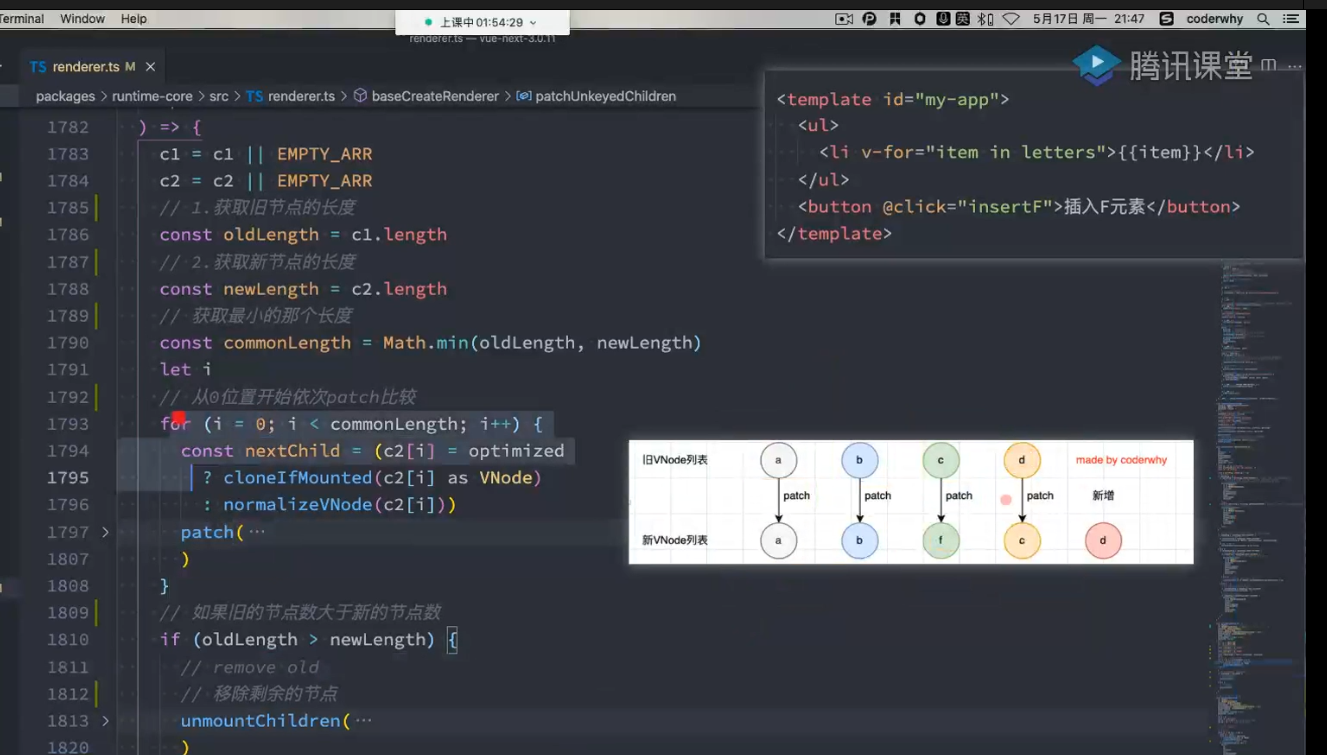 Terminal Window Help
上课中 01:54:29
5月17日 周一 21:47 coderwhy
renderer.ts — vue-next-3.0.11
TS renderer.ts M ×
腾讯课堂
packages > runtime-core > src > TS renderer.ts > baseCreateRenderer > patchUnkeyedChildren
1782 ) => {
1783 c1 = c1 || EMPTY_ARR
1784 c2 = c2 || EMPTY_ARR
1785 // 1.获取旧节点的长度
1786 const oldLength = c1.length
1787 // 2.获取新节点的长度
1788 const newLength = c2.length
1789 // 获取最小的那个长度
1790 const commonLength = Math.min(oldLength, newLength)
1791 let i
1792 // 从0位置开始依次patch比较
1793 for (i = 0; i < commonLength; i++) {
1794 const nextChild = (c2[i] = optimized
1795 ? cloneIfMounted(c2[i] as VNode)
1796 : normalizeVNode(c2[i]))
1797 patch(…
1807 )
1808 }
1809 // 如果旧的节点数大于新的节点数
1810 if (oldLength > newLength) {
1811 // remove old
1812 // 移除剩余的节点
1813 unmountChildren(…
1820 )
<template id="my-app">
<ul>
<li v-for="item in letters">{{item}}</li>
</ul>
<button @click="insertF">插入F元素</button>
</template>
旧VNode列表 a b c d made by coderwhy
patch patch patch patch 新增
新VNode列表 a b f c d